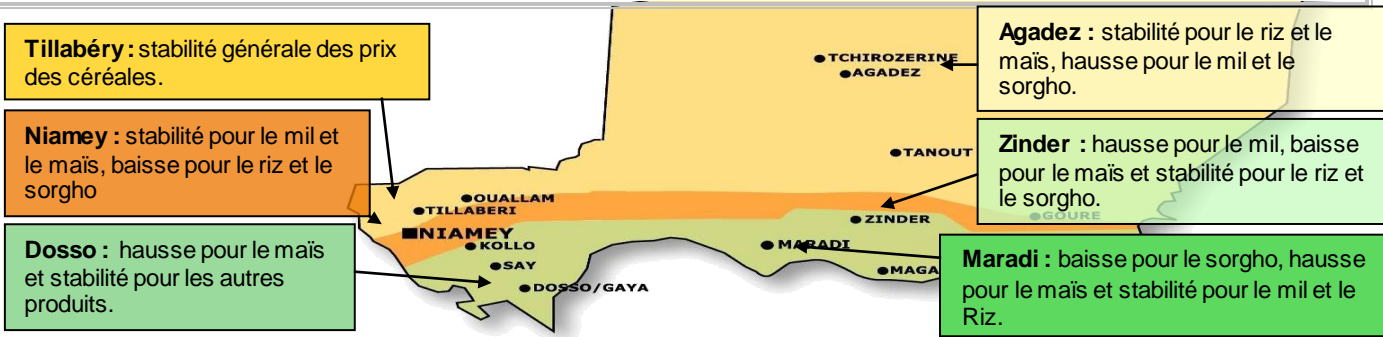 Tillabéry : stabilité générale des prix
des céréales.
Niamey : stabilité pour le mil et
le maïs, baisse pour le riz et le
sorgho
Dosso : hausse pour le maïs
et stabilité pour les autres
produits.
TCHIROZERINE
AGADEZ
TANOUT
OUALLAM
TILLABERI
NIAMEY
KOLLO
SAY
DOSSO/GAYA
ZINDER
GOURE
MARADI
MAGA
Agadez : stabilité pour le riz et le
maïs, hausse pour le mil et le
sorgho.
Zinder : hausse pour le mil, baisse
pour le maïs et stabilité pour le riz et
le sorgho.
Maradi : baisse pour le sorgho, hausse
pour le maïs et stabilité pour le mil et le
Riz.